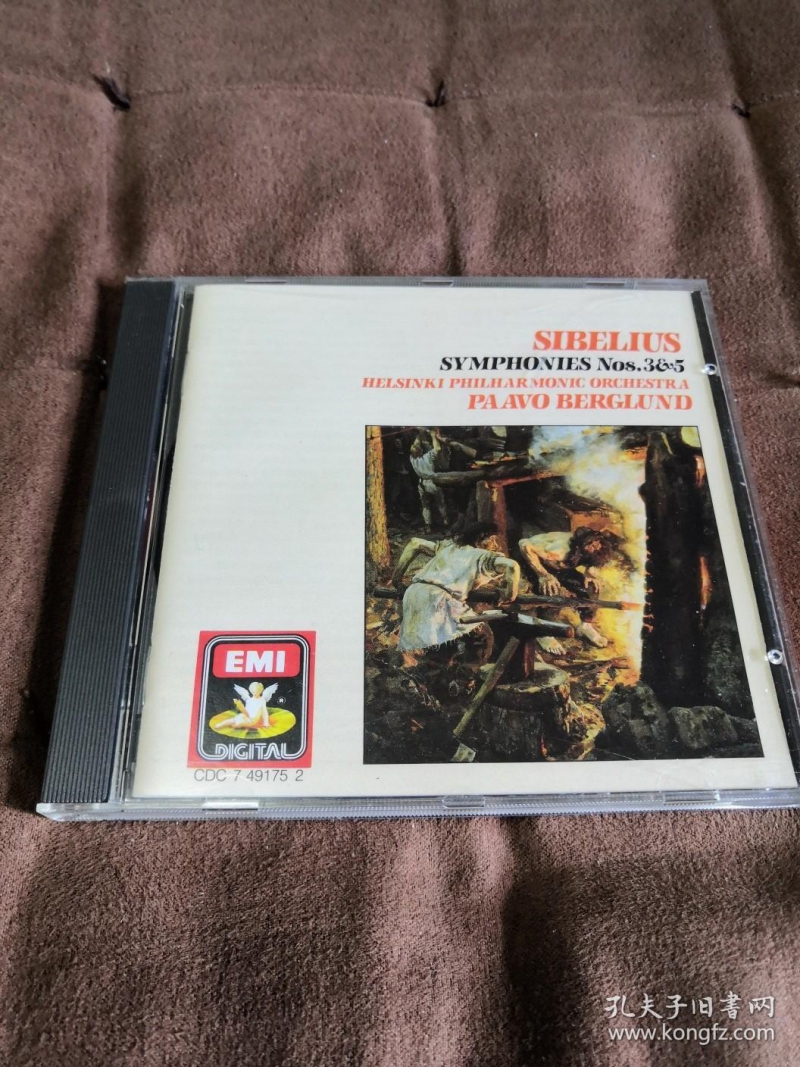 SIBELIUS
SYMPHONIES Nos. 3&5
HELSINKI PHILHARMONIC ORCHESTRA
PAAVO BERGLUND
EMI
DIGITAL
CDC 7 49175 2
孔夫子旧書网
www.kongfz.com